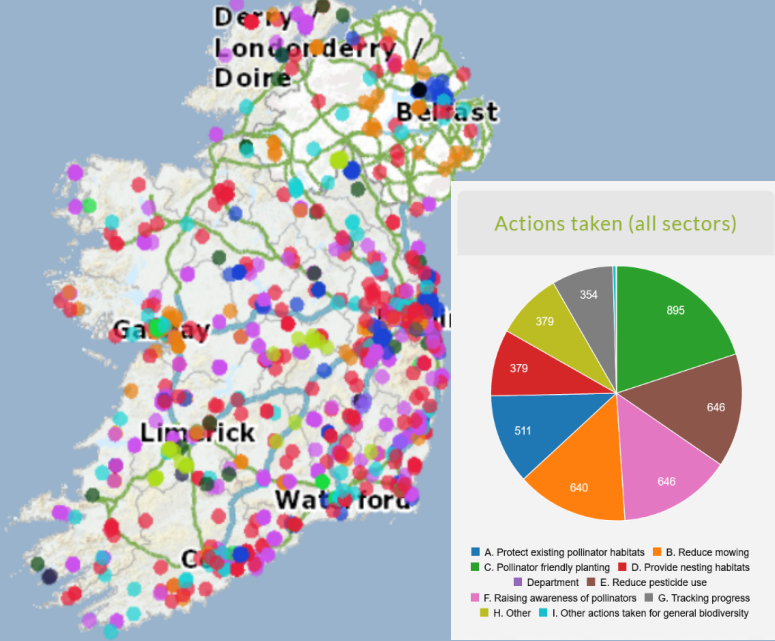 Derry /
Londonderry /
Doire
Belfast
Actions taken (all sectors)
895
646
646
640
511
379
379
354
Limerick
Waterford
A. Protect existing pollinator habitats B. Reduce mowing
C. Pollinator friendly planting D. Provide nesting habitats
Department E. Reduce pesticide use
F. Raising awareness of pollinators G. Tracking progress
H. Other I. Other actions taken for general biodiversity